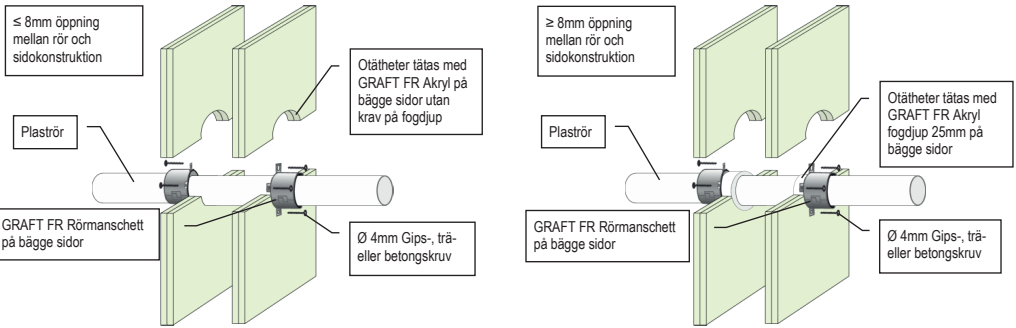 ≤ 8mm öppning
mellan rör och
sidokonstruktion
Otätheter tätas med
GRAFT FR Akryl på
bägge sidor utan
krav på fogdjup
Plaströr
GRAFT FR Rörmanschett
på bägge sidor
Ø 4mm Gips-, trä-
eller betongskruv
≥ 8mm öppning
mellan rör och
sidokonstruktion
Otätheter tätas med
GRAFT FR Akryl
fogdjup 25mm på
bägge sidor
Plaströr
GRAFT FR Rörmanschett
på bägge sidor
Ø 4mm Gips-, trä-
eller betongskruv